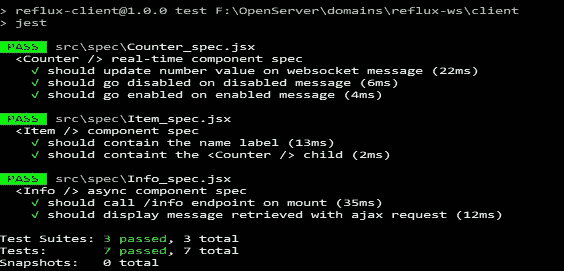 > reflux-client@1.0.0 test F:\OpenServer\domains\reflux-ws\client
> jest
PASS src\spec\Counter_spec.jsx
<Counter /> real-time component spec
√ should update number value on websocket message (22ms)
√ should go disabled on disabled message (6ms)
√ should go enabled on enabled message (4ms)
PASS src\spec\Item_spec.jsx
<Item /> component spec
√ should contain the name label (13ms)
√ should containt the <Counter /> child (2ms)
PASS src\spec\Info_spec.jsx
<Info /> async component spec
√ should call /info endpoint on mount (35ms)
√ should display message retrieved with ajax request (12ms)
Test Suites: 3 passed, 3 total
Tests: 7 passed, 7 total
Snapshots: 0 total